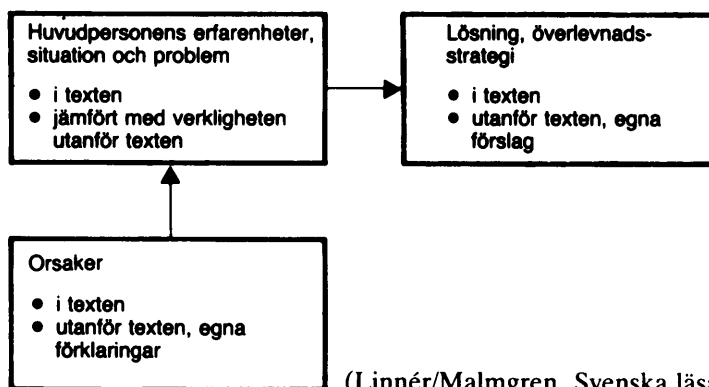 Huvudpersonens erfarenheter,
situation och problem
● i texten
● jämfört med verkligheten
utanför texten
Lösning, överlevnads-
strategi
● i texten
● utanför texten, egna
förslag
Orsaker
● i texten
● utanför texten, egna
förklaringar
(Linnér/Malmgren, Svenska läsa